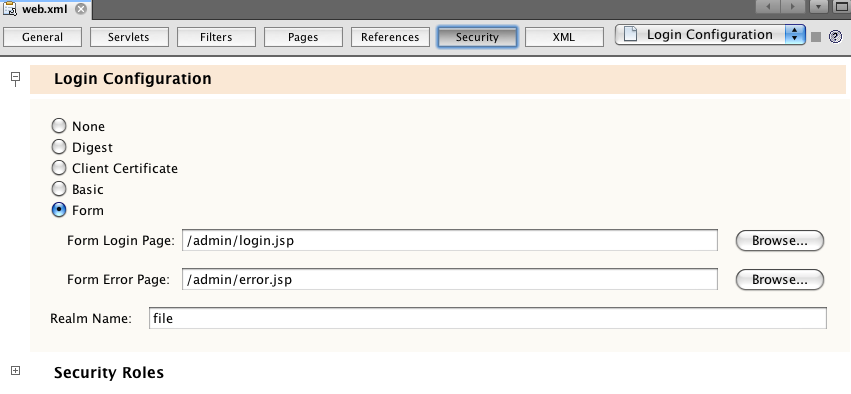 web.xml
General Servlets Filters Pages References Security XML Login Configuration ?
Login Configuration
None
Digest
Client Certificate
Basic
Form
Form Login Page: /admin/login.jsp Browse...
Form Error Page: /admin/error.jsp Browse...
Realm Name: file
Security Roles